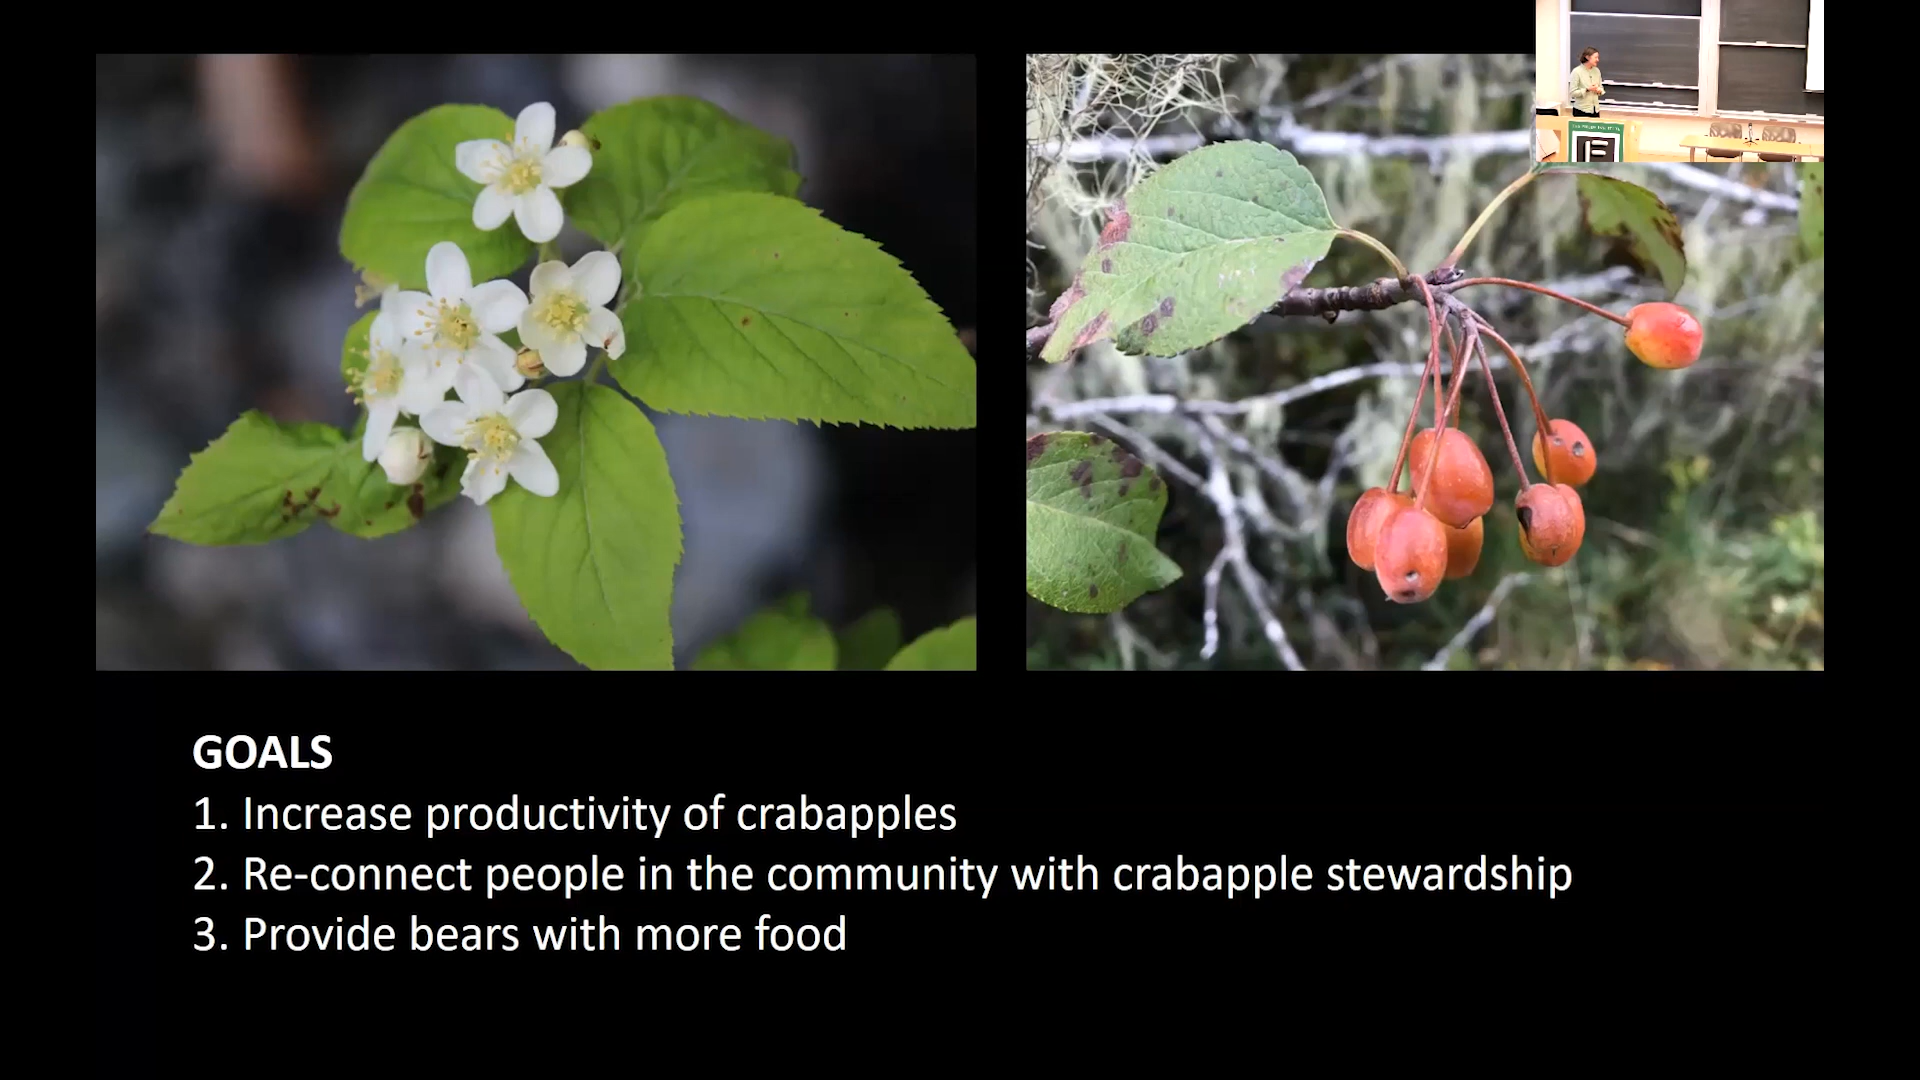 GOALS
1. Increase productivity of crabapples
2. Re-connect people in the community with crabapple stewardship
3. Provide bears with more food